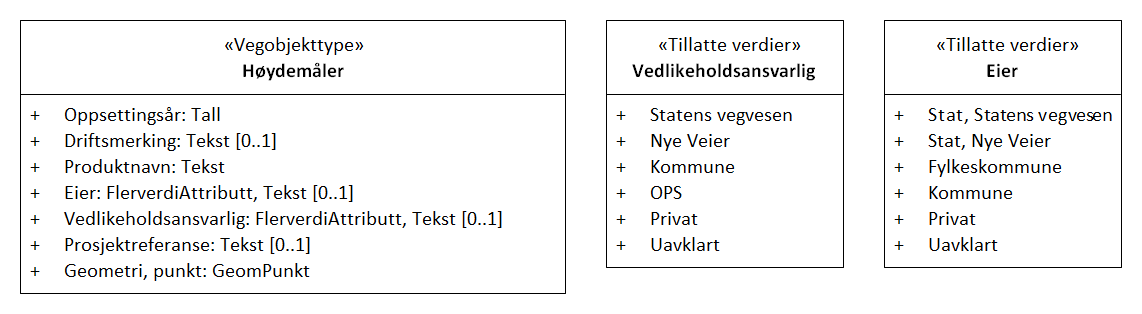 «Vegobjekttype»
Høydemåler
+ Oppsettingsår: Tall
+ Driftsmerking: Tekst [0..1]
+ Produktnavn: Tekst
+ Eier: FlerverdiAttributt, Tekst [0..1]
+ Vedlikeholdsansvarlig: FlerverdiAttributt, Tekst [0..1]
+ Prosjektreferanse: Tekst [0..1]
+ Geometri, punkt: GeomPunkt
«Tillatte verdier»
Vedlikeholdsansvarlig
+ Statens vegvesen
+ Nye Veier
+ Kommune
+ OPS
+ Privat
+ Uavklart
«Tillatte verdier»
Eier
+ Stat, Statens vegvesen
+ Stat, Nye Veier
+ Fylkeskommune
+ Kommune
+ Privat
+ Uavklart